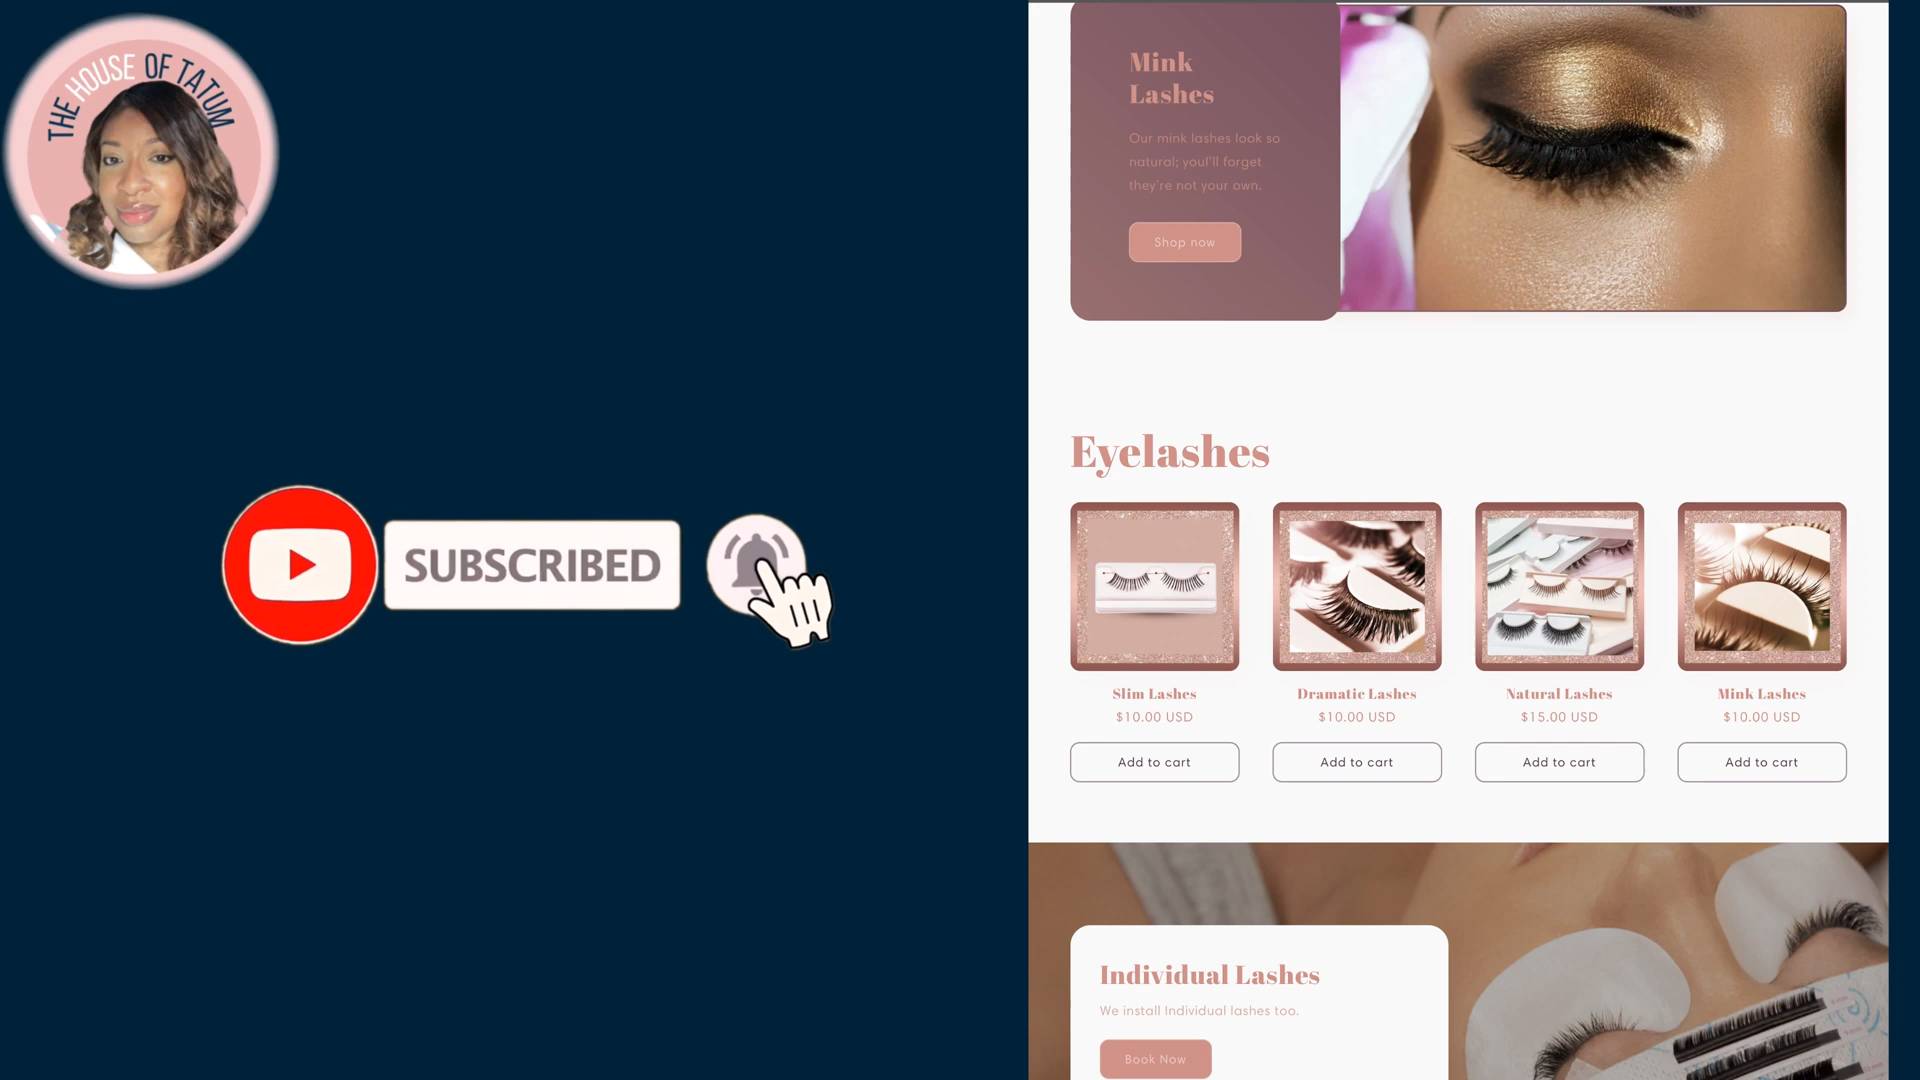 THE HOUSE OF TATUM
SUBSCRIBED
Mink
Lashes
Our mink lashes look so
natural; youl'll forget
they're not your own.
Shop now
Eyelashes
Slim Lashes
$10.00 USD
Add to cart
Dramatic Lashes
$10.00 USD
Add to cart
Natural Lashes
$15.00 USD
Add to cart
Mink Lashes
$10.00 USD
Add to cart
Individual Lashes
We install Individual lashes too.
Book Now